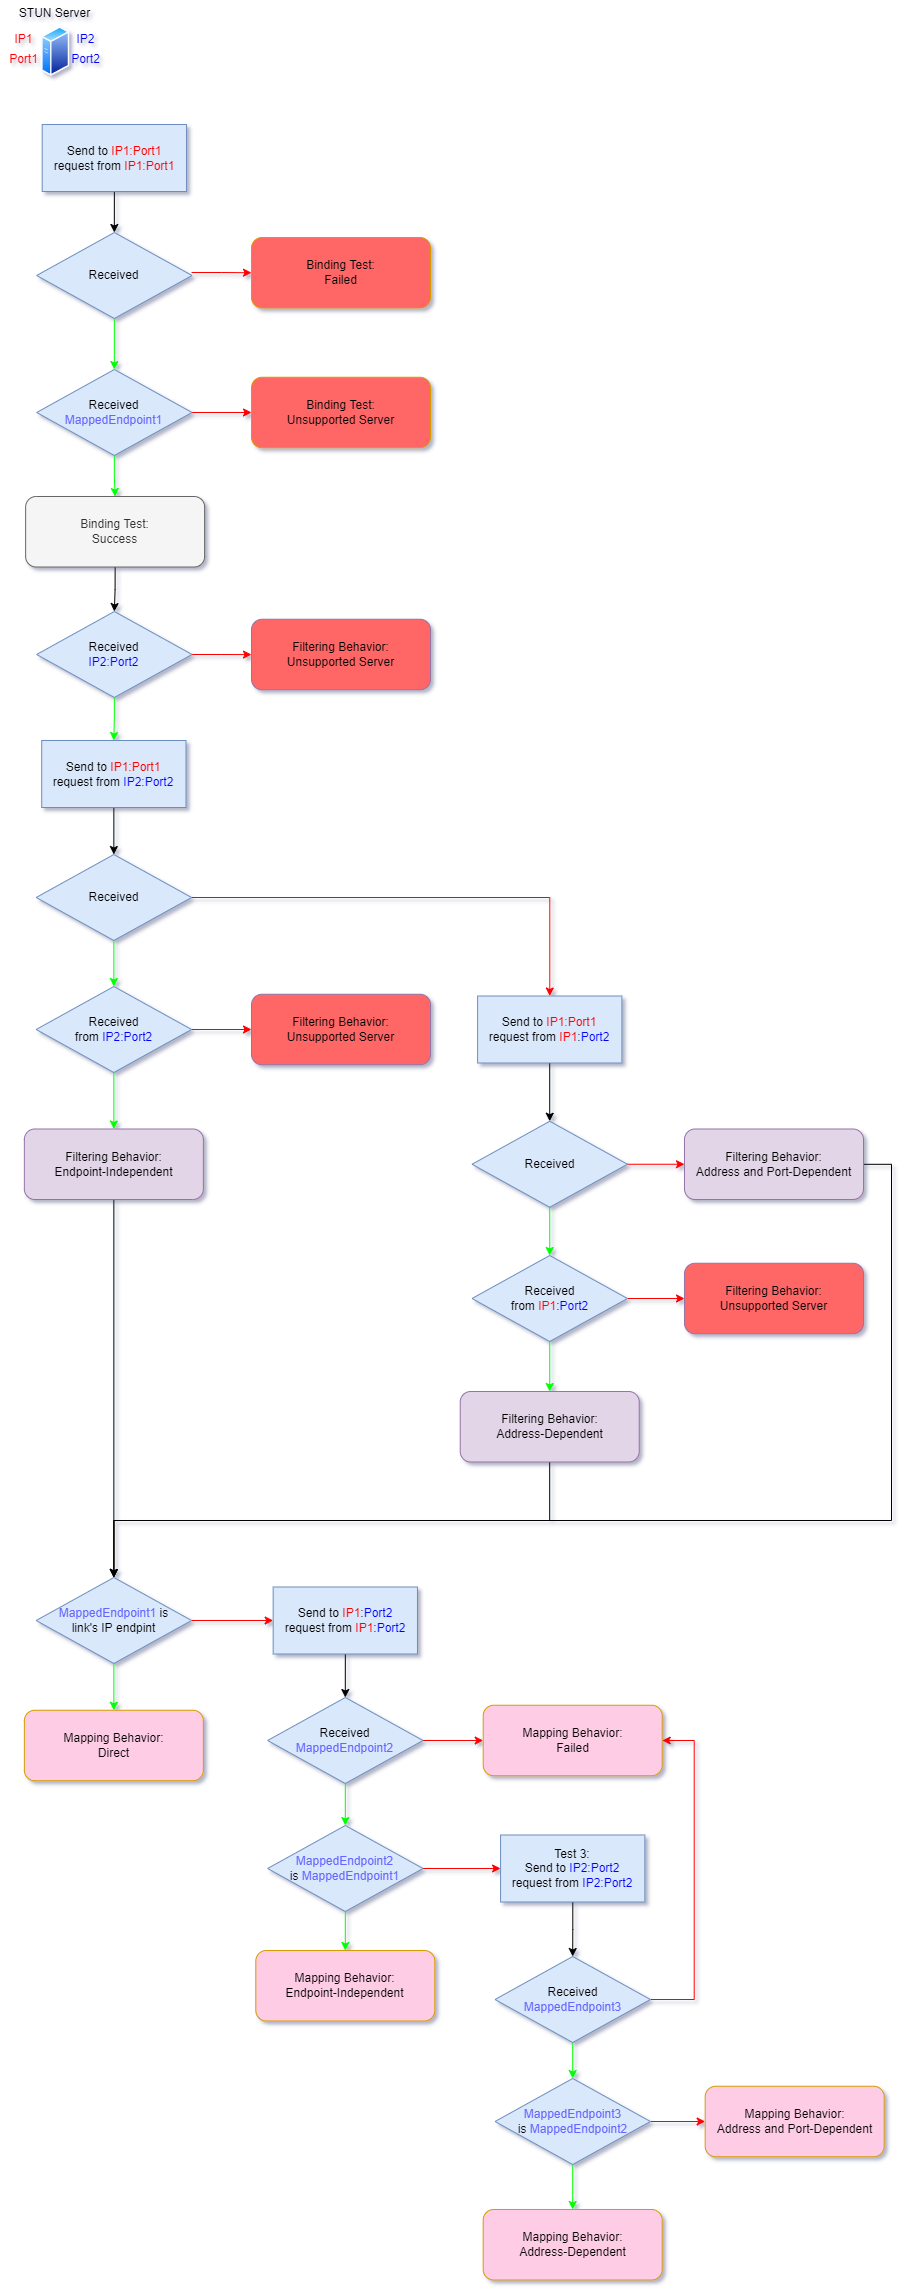 STUN Server
IP1
IP2
Port1
Port2
Send to IP1:Port1
request from IP1:Port1
Received
Binding Test:
Failed
Received
MappedEndpoint1
Binding Test:
Unsupported Server
Binding Test:
Success
Received
IP2:Port2
Filtering Behavior:
Unsupported Server
Send to IP1:Port1
request from IP2:Port2
Received
Received
from IP2:Port2
Filtering Behavior:
Unsupported Server
Send to IP1:Port1
request from IP1:Port2
Filtering Behavior:
Endpoint-Independent
Received
Filtering Behavior:
Address and Port-Dependent
Received
from IP1:Port2
Filtering Behavior:
Unsupported Server
Filtering Behavior:
Address-Dependent
MappedEndpoint1 is
link's IP endpint
Send to IP1:Port2
request from IP1:Port2
Mapping Behavior:
Direct
Received
MappedEndpoint2
Mapping Behavior:
Failed
MappedEndpoint2
is MappedEndpoint1
Test 3:
Send to IP2:Port2
request from IP2:Port2
Mapping Behavior:
Endpoint-Independent
Received
MappedEndpoint3
MappedEndpoint3
is MappedEndpoint2
Mapping Behavior:
Address and Port-Dependent
Mapping Behavior:
Address-Dependent